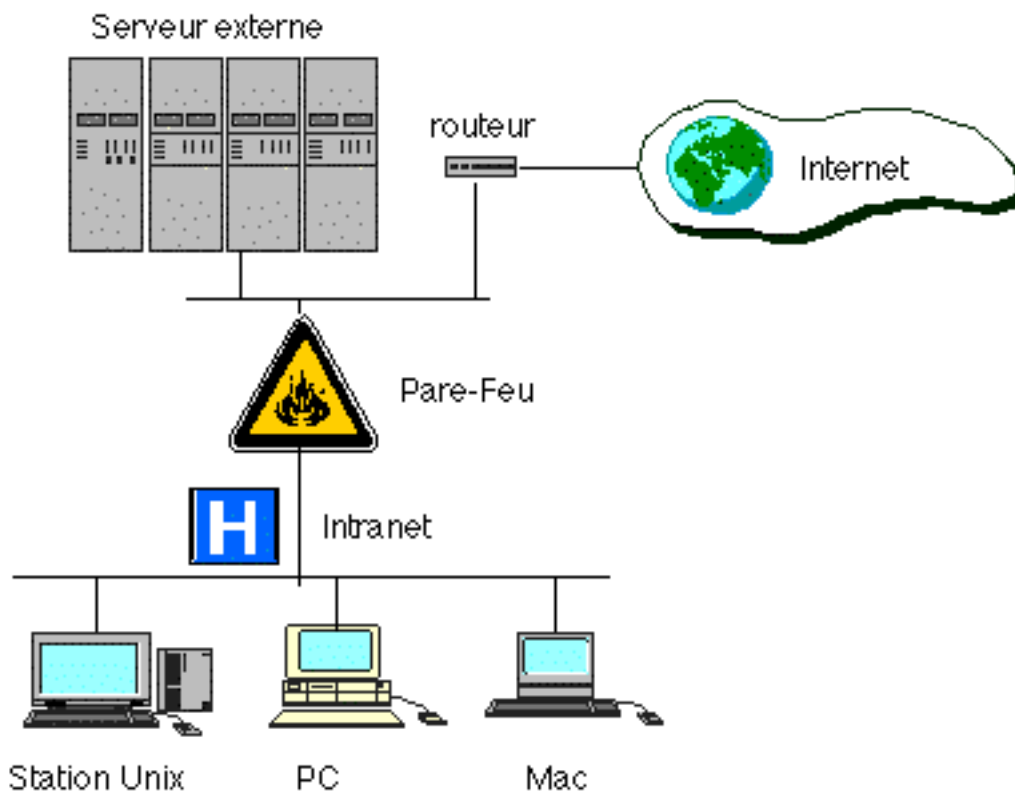 Serveur externe
routeur
Internet
Pare-Feu
H
Intranet
Station Unix
PC
Mac